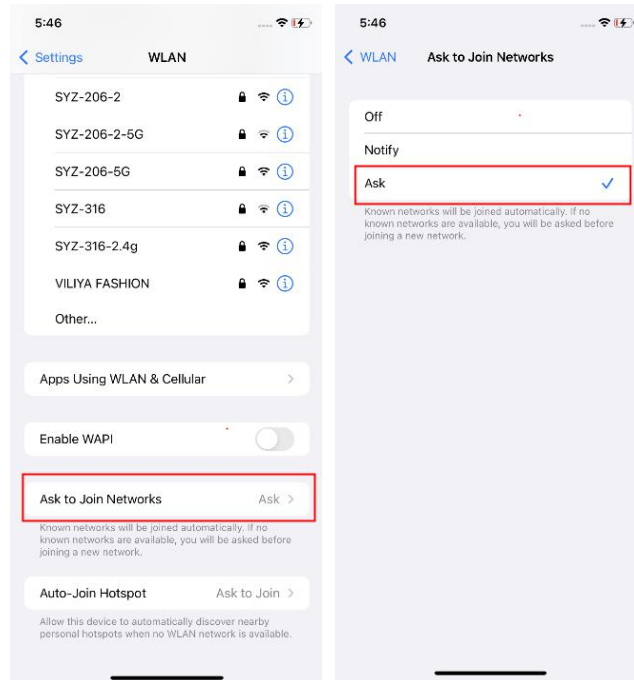 5:46
Settings
WLAN
SYZ-206-2
SYZ-206-2-5G
SYZ-206-5G
SYZ-316
SYZ-316-2.4g
VILIYA FASHION
Other...
Apps Using WLAN & Cellular
Enable WAPI
Ask to Join Networks Ask
Known networks will be joined automatically. If no
known networks are available, you will be asked before
joining a new network.
Auto-Join Hotspot Ask to Join
Allow this device to automatically discover nearby
personal hotspots when no WLAN network is available.
5:46
WLAN
Ask to Join Networks
Off
Notify
Ask
Known networks will be joined automatically. If no
known networks are available, you will be asked before
joining a new network.